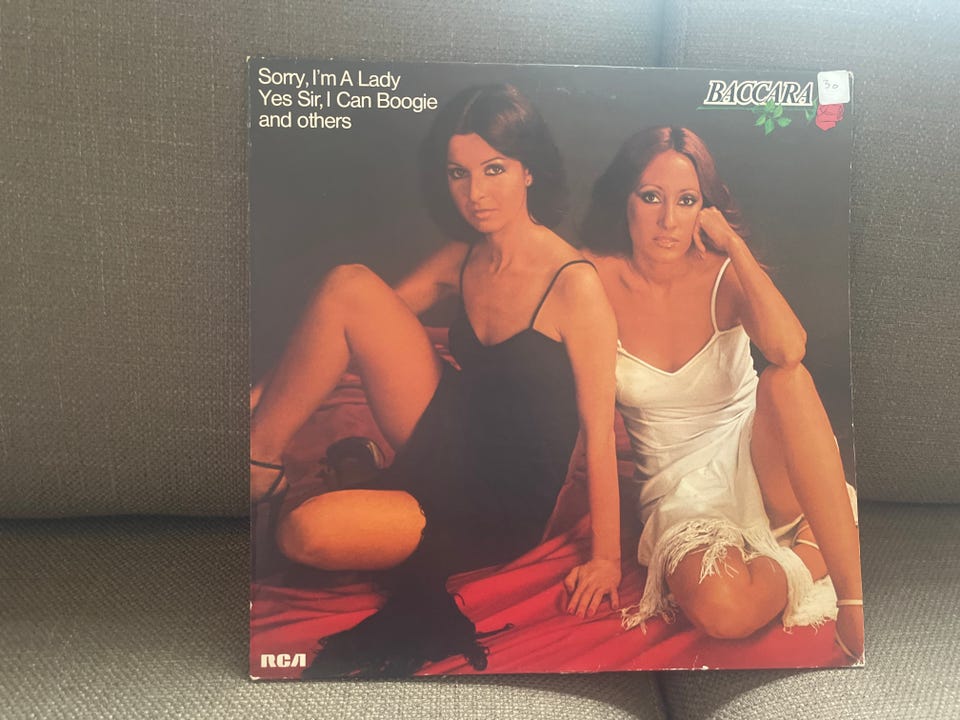 Sorry, I'm A Lady
Yes Sir, I Can Boogie
and others
BACCARA
30
RCA